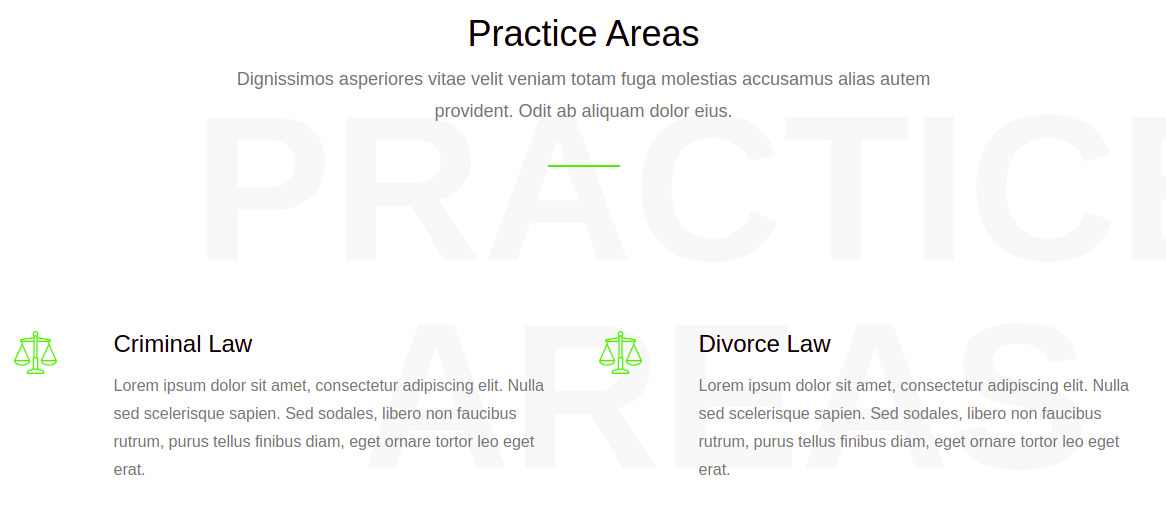 Practice Areas
Dignissimos asperiores vitae velit veniam totam fuga molestias accusamus alias autem
provident. Odit ab aliquam dolor eius.
PRACTICE
AREAS
Criminal Law
Lorem ipsum dolor sit amet, consectetur adipiscing elit. Nulla
sed scelerisque sapien. Sed sodales, libero non faucibus
rutrum, purus tellus finibus diam, eget ornare tortor leo eget
erat.
Divorce Law
Lorem ipsum dolor sit amet, consectetur adipiscing elit. Nulla
sed scelerisque sapien. Sed sodales, libero non faucibus
rutrum, purus tellus finibus diam, eget ornare tortor leo eget
erat.